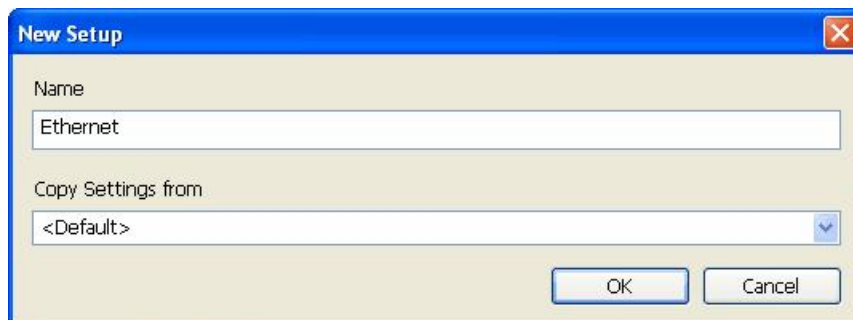 New Setup
Name
Ethernet
Copy Settings from
<Default>
OK Cancel